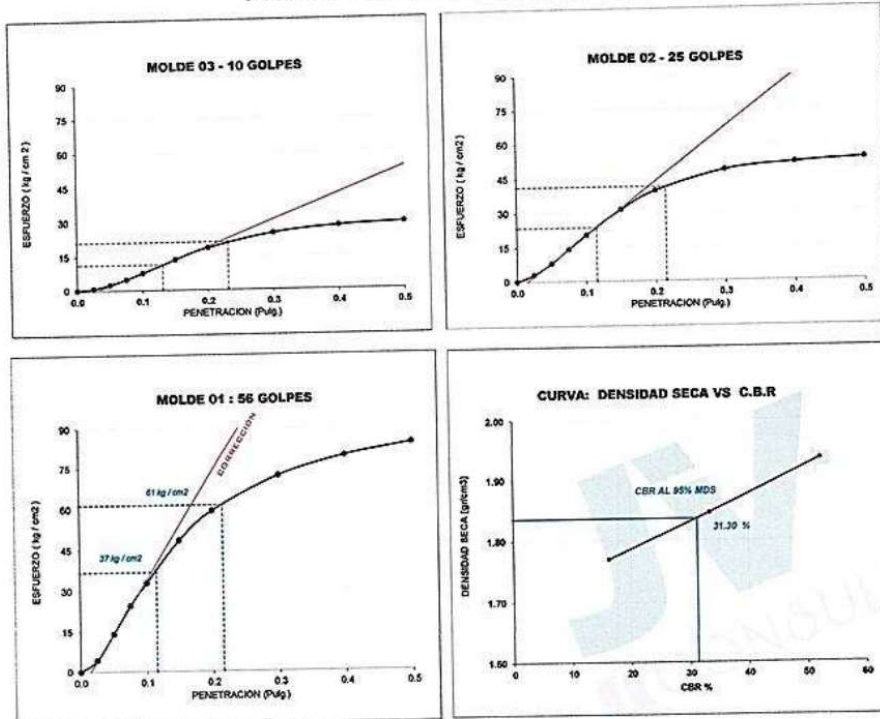 MOLDE 03 - 10 GOLPES
90
75
60
45
30
15
0
ESFUERZO ( kg / cm 2 )
0.0 0.1 0.2 0.3 0.4 0.5
PENETRACION (Pulg.)
MOLDE 02 - 25 GOLPES
90
75
60
45
30
15
0
ESFUERZO ( kg / cm2 )
0.0 0.1 0.2 0.3 0.4 0.5
PENETRACION (Pulg.)
MOLDE 01 : 56 GOLPES
90
75
60
45
30
15
0
ESFUERZO ( kg / cm2 )
CORRECCION
61 kg / cm2
37 kg / cm2
0.0 0.1 0.2 0.3 0.4 0.5
PENETRACION (Pulg.)
CURVA: DENSIDAD SECA VS C.B.R
2.00
1.90
1.80
1.70
1.60
DENSIDAD SECA [gr/cm3]
CBR AL 95% MDS
31.30 %
0 10 20 30 40 50 60
CBR %
JV